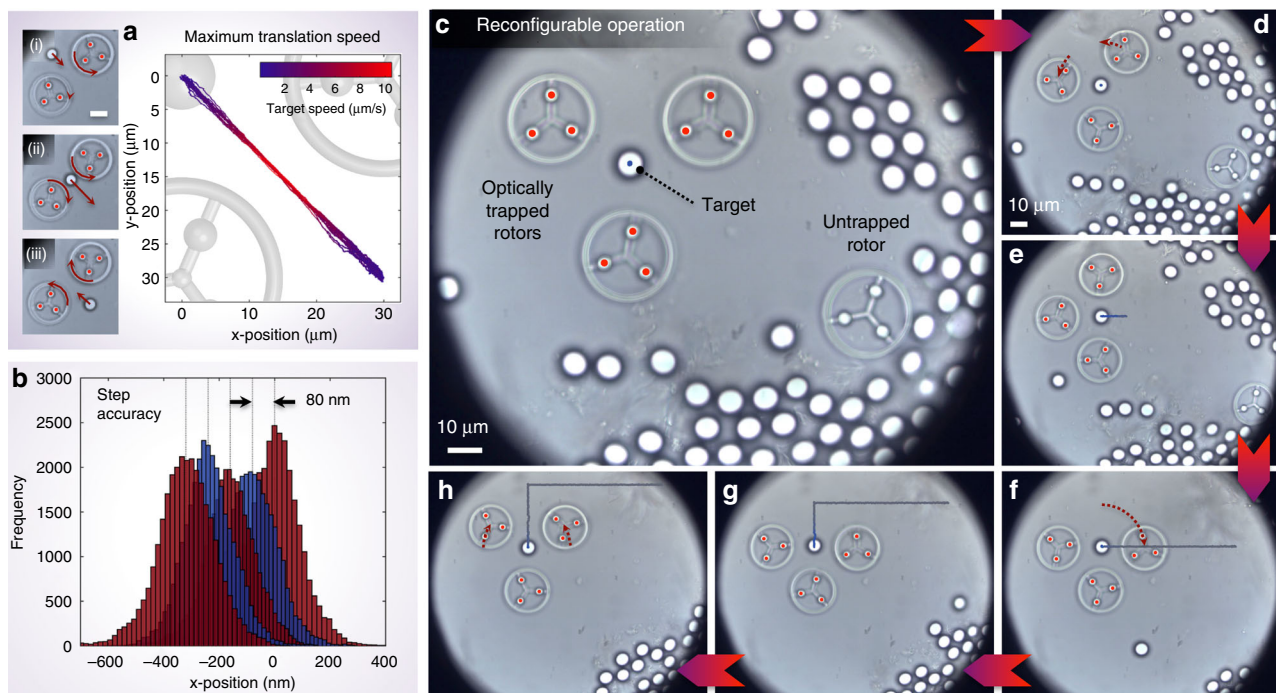 a
(i)
(ii)
(iii)
Maximum translation speed
0 2 4 6 8 10
Target speed (μm/s)
y-position (μm)
0
5
10
15
20
25
30
0 10 20 30
x-position (μm)
b
Step
accuracy
80 nm
Frequency
3000
2500
2000
1500
1000
500
0
−600 −400 −200 0 200 400
x-position (nm)
c
Reconfigurable operation
Optically
trapped
rotors
Target
Untrapped
rotor
10 μm
d
10 μm
e
f
g
h